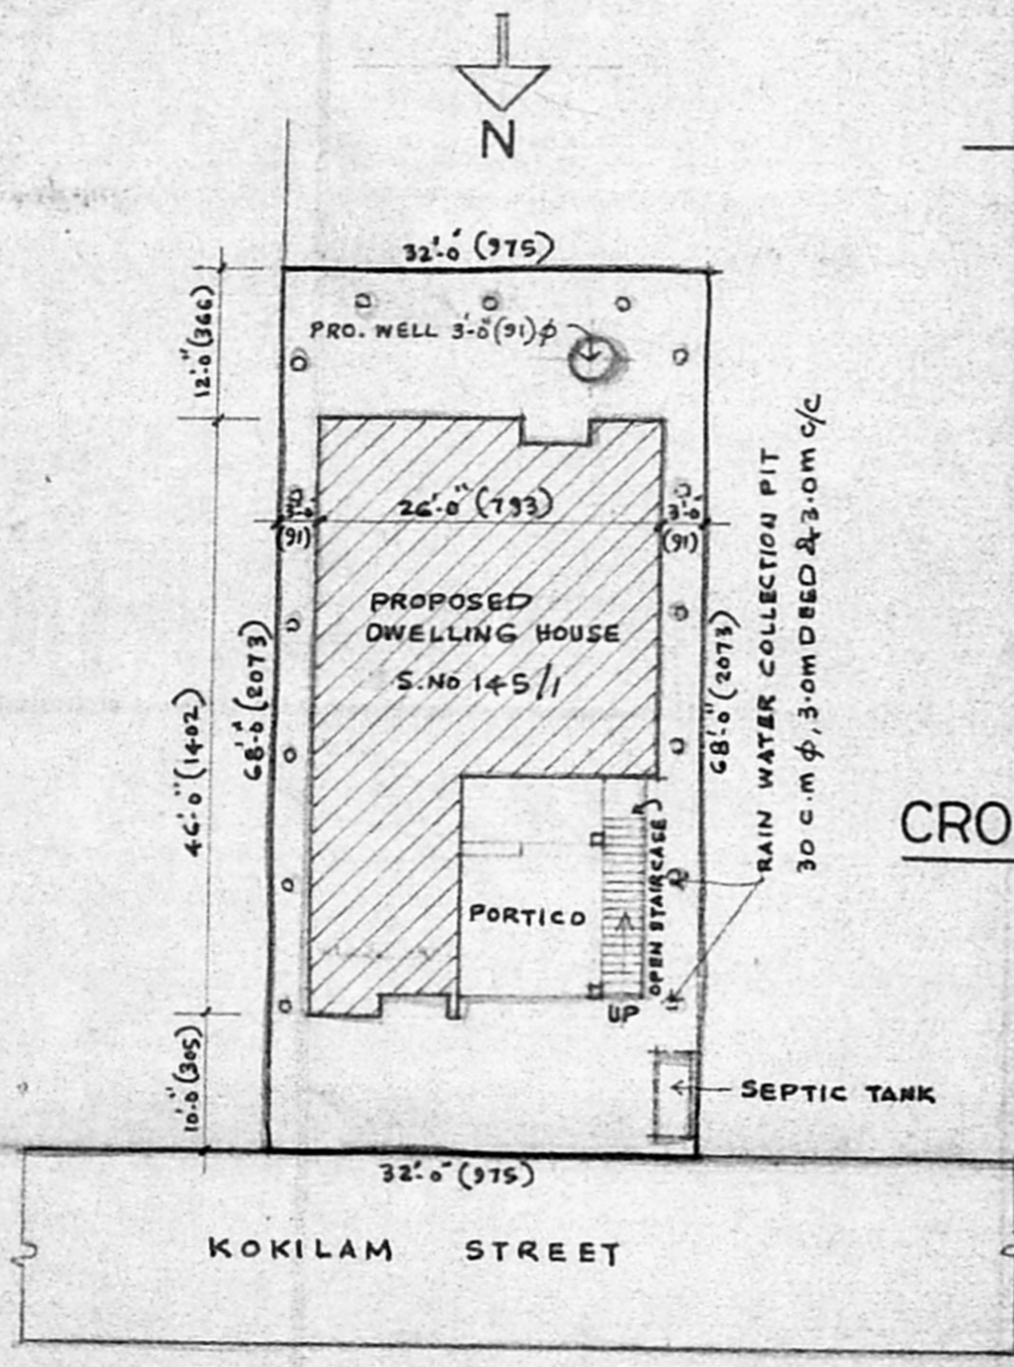 N
32'-0" (975)
12'-0" (366)
PRO. WELL 3'-0" (91) ϕ
3'-0"
(91)
26'-0" (793)
3'-0"
(91)
PROPOSED
DWELLING HOUSE
S.NO 145/1
68'-0" (2073)
68'-0" (2073)
46'-0" (1402)
RAIN WATER COLLECTION PIT
30 C.M ϕ, 3.0M DEED & 3.0M C/C
CRO
PORTICO
OPEN STAIRCASE
UP
10'-0" (305)
SEPTIC TANK
32'-0" (975)
KOKILAM STREET